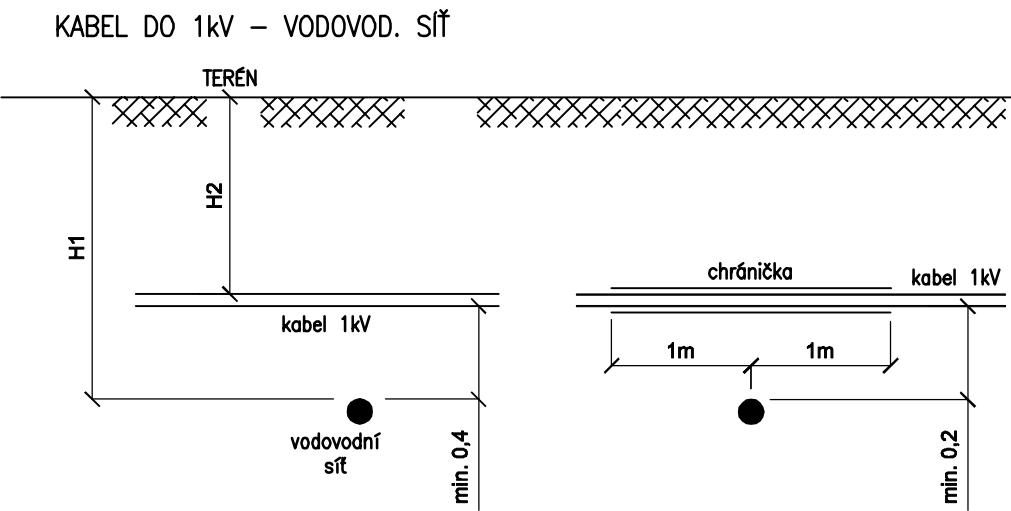 KABEL DO 1kV – VODOVOD. SÍŤ
TERÉN
H1
H2
kabel 1kV
vodovodní
síť
min. 0,4
chránička
kabel 1kV
1m
1m
min. 0,2